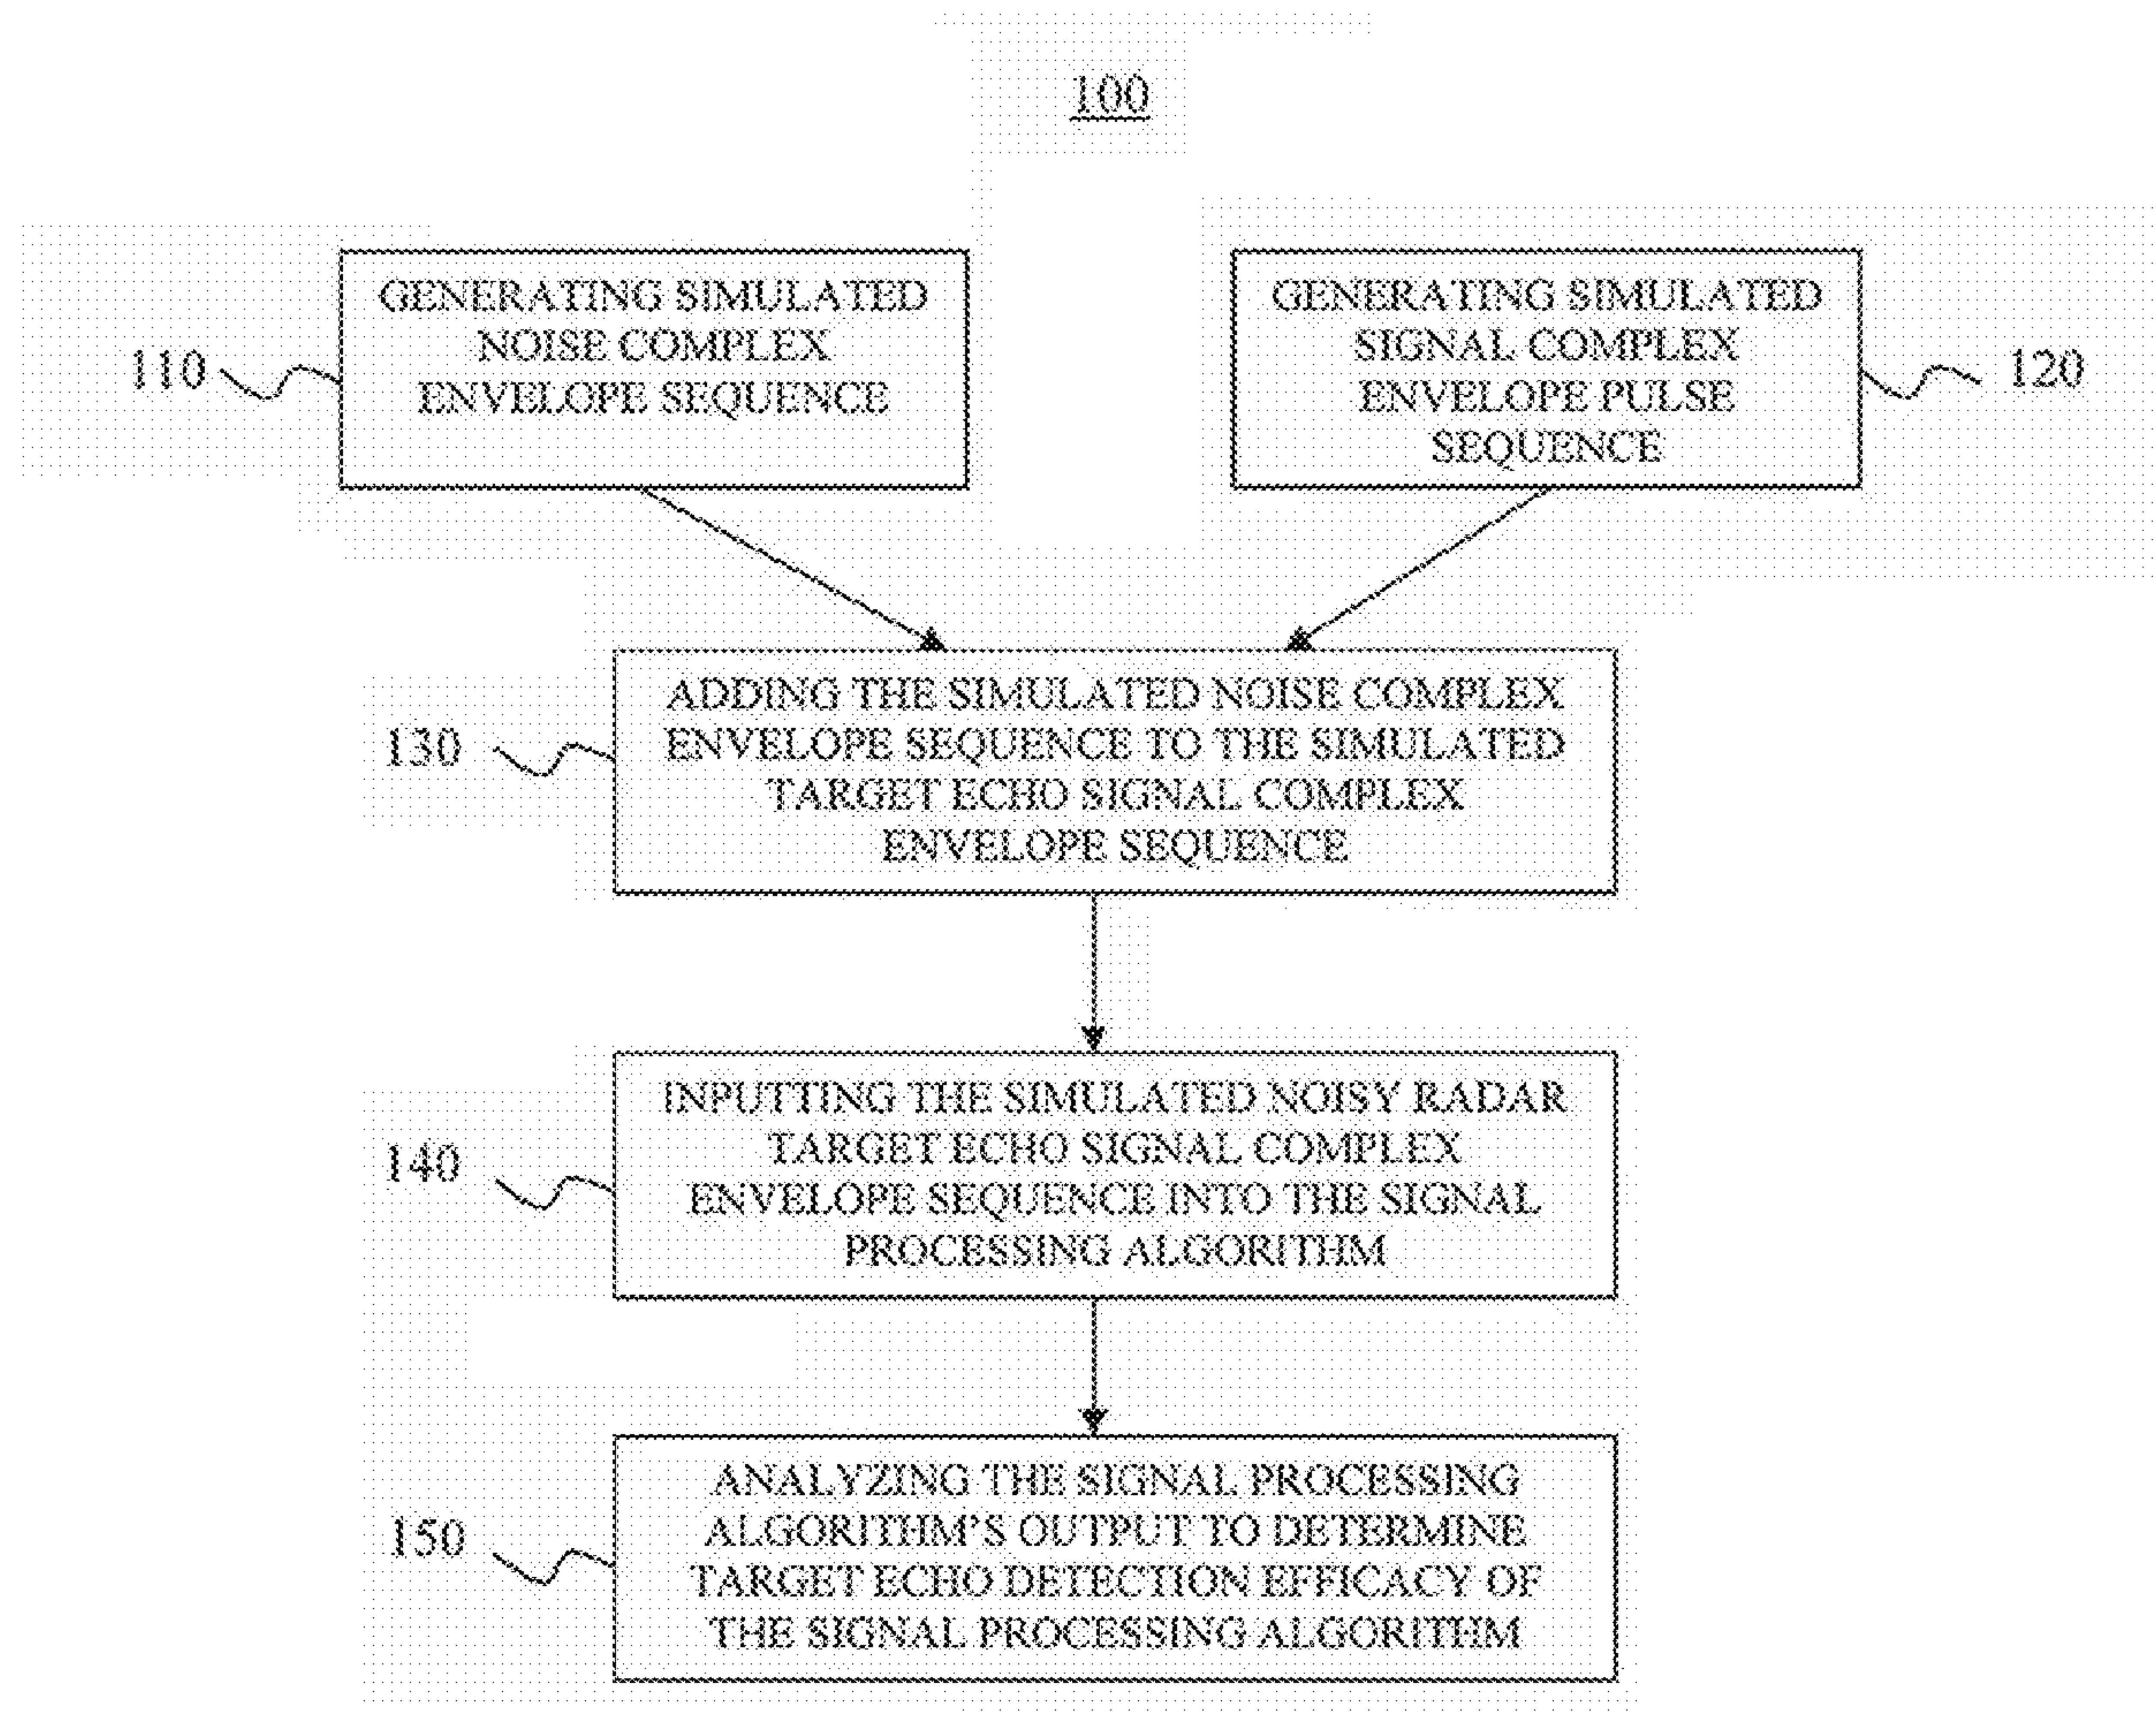 100
GENERATING SIMULATED
NOISE COMPLEX
ENVELOPE SEQUENCE
110
GENERATING SIMULATED
SIGNAL COMPLEX
ENVELOPE PULSE
SEQUENCE
120
ADDING THE SIMULATED NOISE COMPLEX
ENVELOPE SEQUENCE TO THE SIMULATED
TARGET ECHO SIGNAL COMPLEX
ENVELOPE SEQUENCE
130
INPUTTING THE SIMULATED NOISY RADAR
TARGET ECHO SIGNAL COMPLEX
ENVELOPE SEQUENCE INTO THE SIGNAL
PROCESSING ALGORITHM
140
ANALYZING THE SIGNAL PROCESSING
ALGORITHM'S OUTPUT TO DETERMINE
TARGET ECHO DETECTION EFFICACY OF
THE SIGNAL PROCESSING ALGORITHM
150